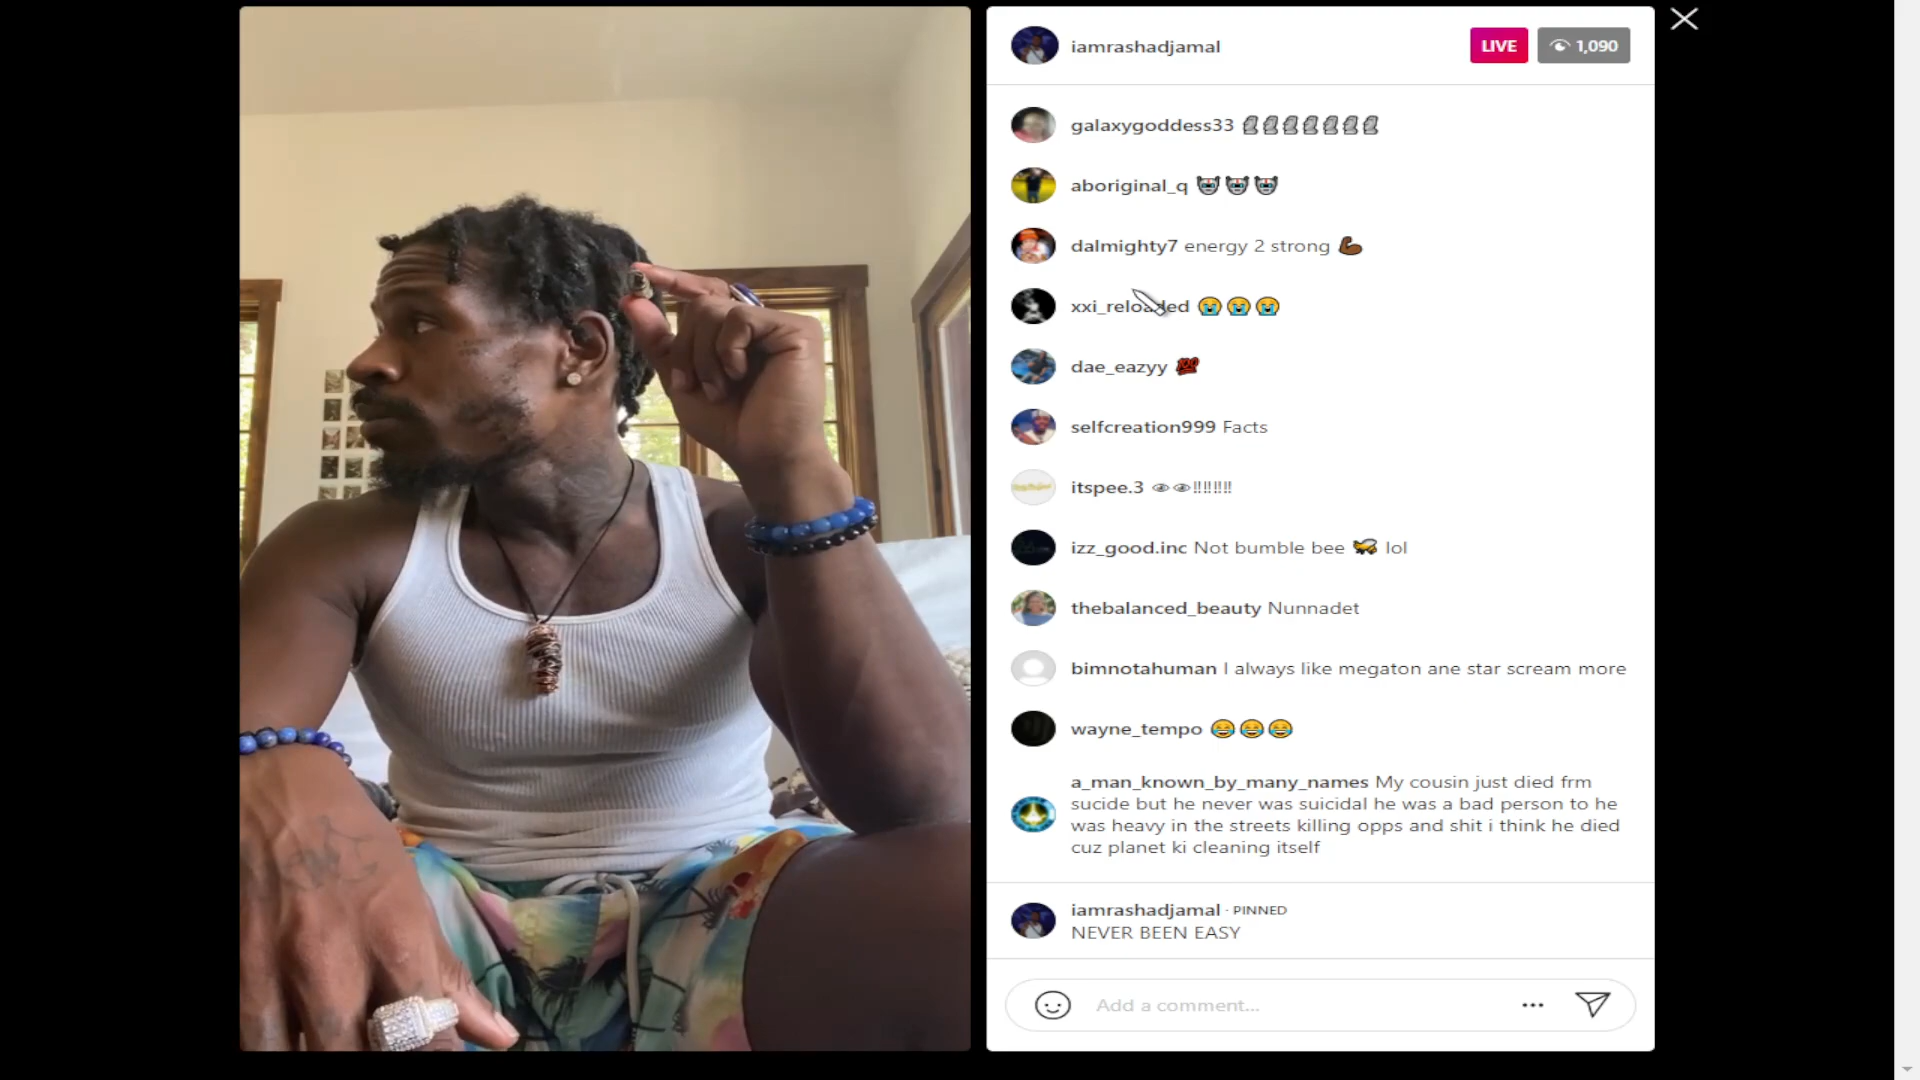 iamrashadjamal
LIVE
1,090
galaxygoddess33 🗿🗿🗿🗿🗿🗿🗿
aboriginal_q 🤡🤡🤡
dalmighty7 energy 2 strong 💪🏾
xxi_reloaded 😭😭😭
dae_eazyy 💯
selfcreation999 Facts
itspee.3 👁👁‼‼‼‼
izz_good.inc Not bumble bee 🐝 lol
thebalanced_beauty Nunnadet
bimnotahuman I always like megaton ane star scream more
wayne_tempo 😂😂😂
a_man_known_by_many_names My cousin just died frm
sucide but he never was suicidal he was a bad person to he
was heavy in the streets killing opps and shit i think he died
cuz planet ki cleaning itself
iamrashadjamal · PINNED
NEVER BEEN EASY
Add a comment...